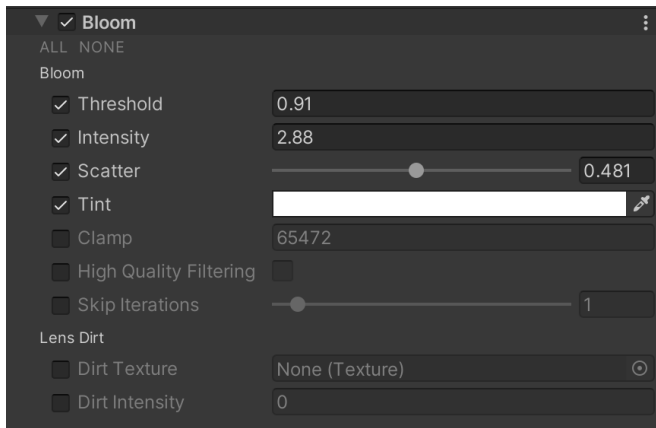 Bloom
ALL NONE
Bloom
Threshold 0.91
Intensity 2.88
Scatter 0.481
Tint
Clamp 65472
High Quality Filtering
Skip Iterations 1
Lens Dirt
Dirt Texture None (Texture)
Dirt Intensity 0